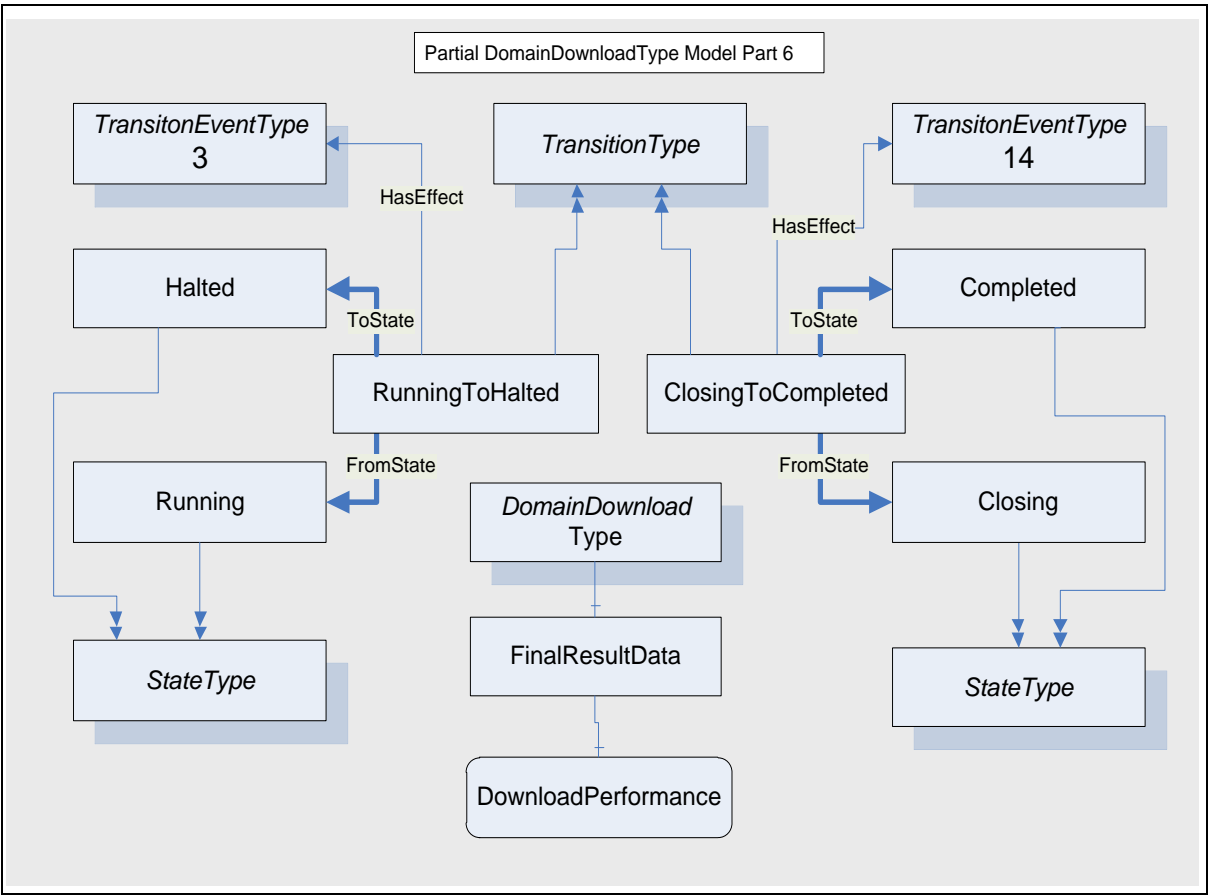 Partial DomainDownloadType Model Part 6
TransitonEventType
3
TransitionType
TransitonEventType
14
HasEffect
HasEffect
Halted
Completed
ToState
ToState
RunningToHalted
ClosingToCompleted
FromState
FromState
Running
DomainDownload
Type
Closing
FinalResultData
StateType
StateType
DownloadPerformance